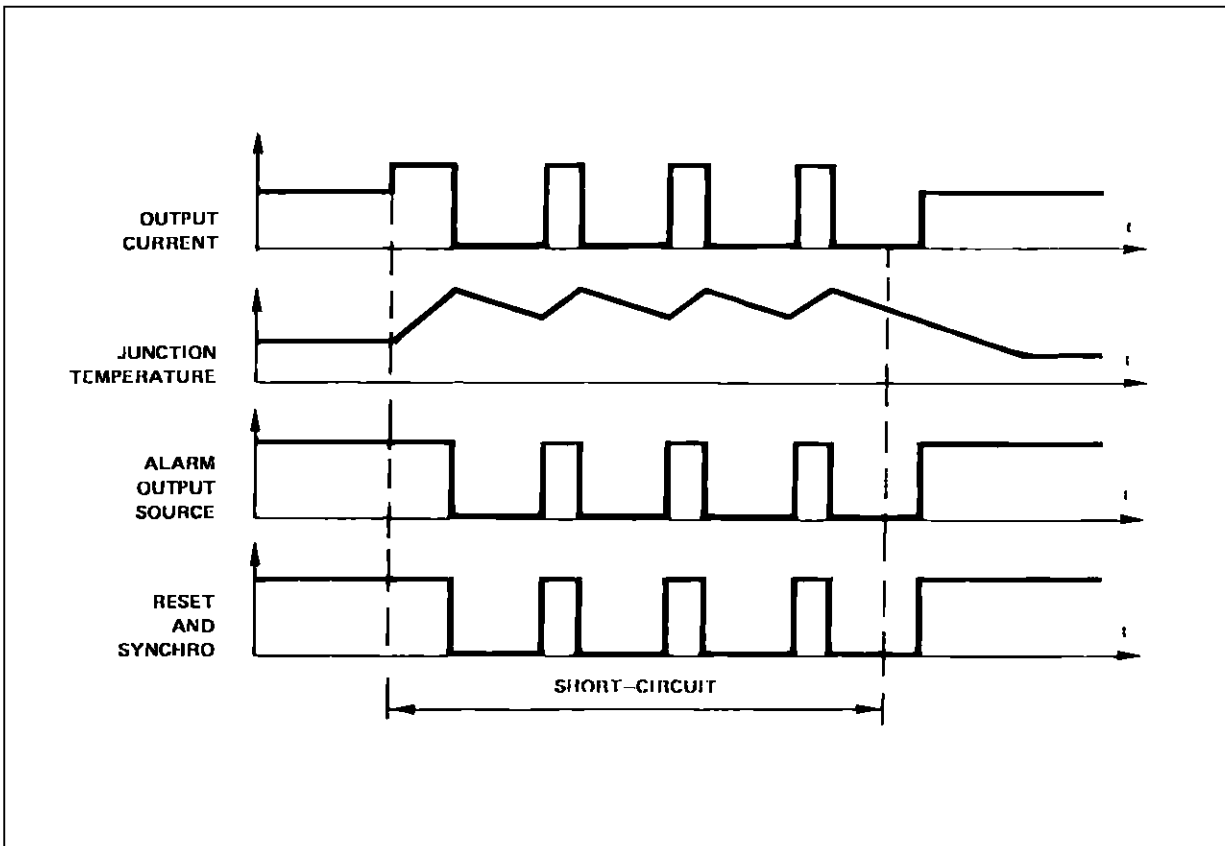 OUTPUT
CURRENT
t
JUNCTION
TEMPERATURE
t
ALARM
OUTPUT
SOURCE
t
RESET
AND
SYNCHRO
t
SHORT-CIRCUIT